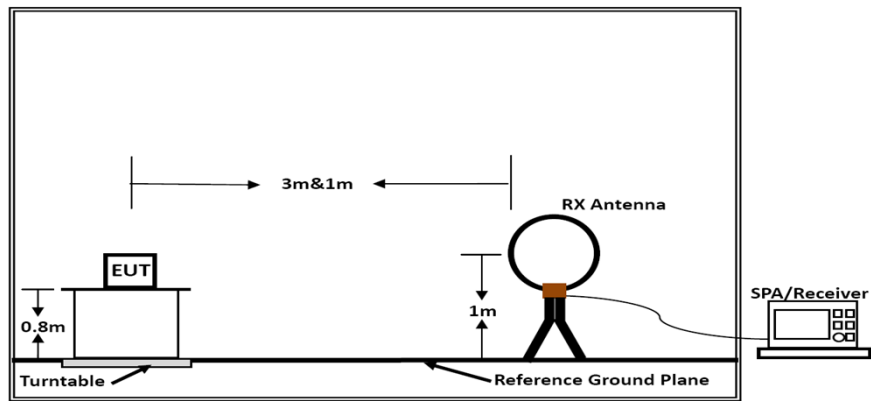 3m&1m
RX Antenna
EUT
1m
0.8m
SPA/Receiver
Turntable
Reference Ground Plane